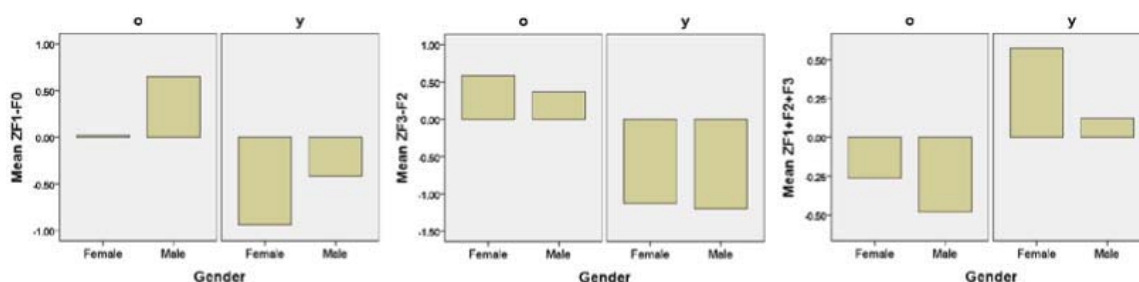 o y
Mean ZF1-F0
1.00
0.50
0.00
-0.50
-1.00
Female Male Female Male
Gender
o y
Mean ZF3-F2
1.00
0.50
0.00
-0.50
-1.00
-1.50
Female Male Female Male
Gender
o y
Mean ZF1+F2+F3
0.50
0.25
0.00
-0.25
-0.50
Female Male Female Male
Gender